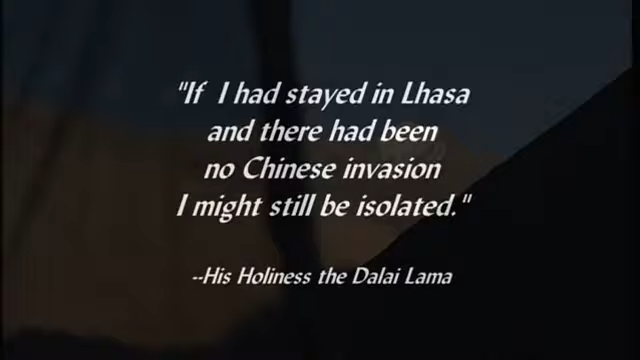 "If I had stayed in Lhasa
and there had been
no Chinese invasion
I might still be isolated."
--His Holiness the Dalai Lama